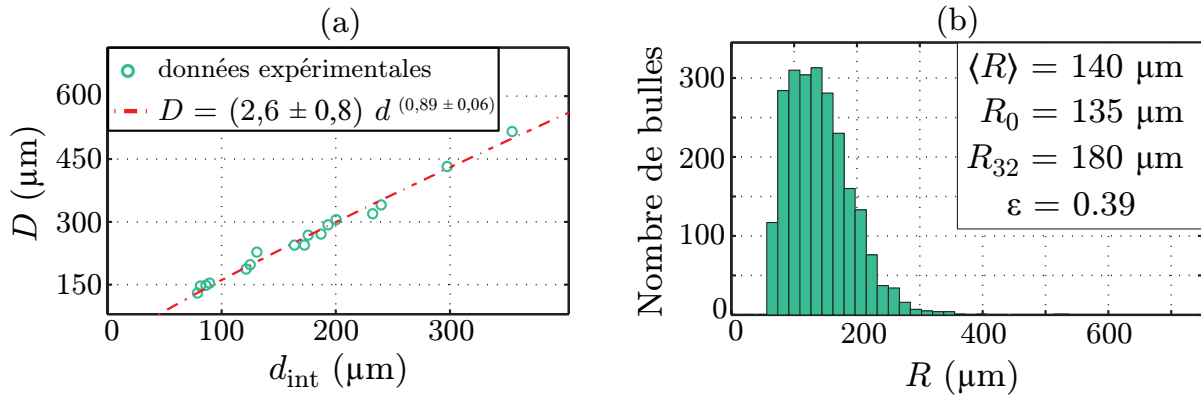 (a)
données expérimentales
D = (2,6 ± 0,8) d (0,89 ± 0,06)
600
450
300
150
0
100
200
300
D (µm)
d_int (µm)
(b)
⟨R⟩ = 140 µm
R_0 = 135 µm
R_32 = 180 µm
ε = 0.39
300
200
100
0
0
200
400
600
Nombre de bulles
R (µm)